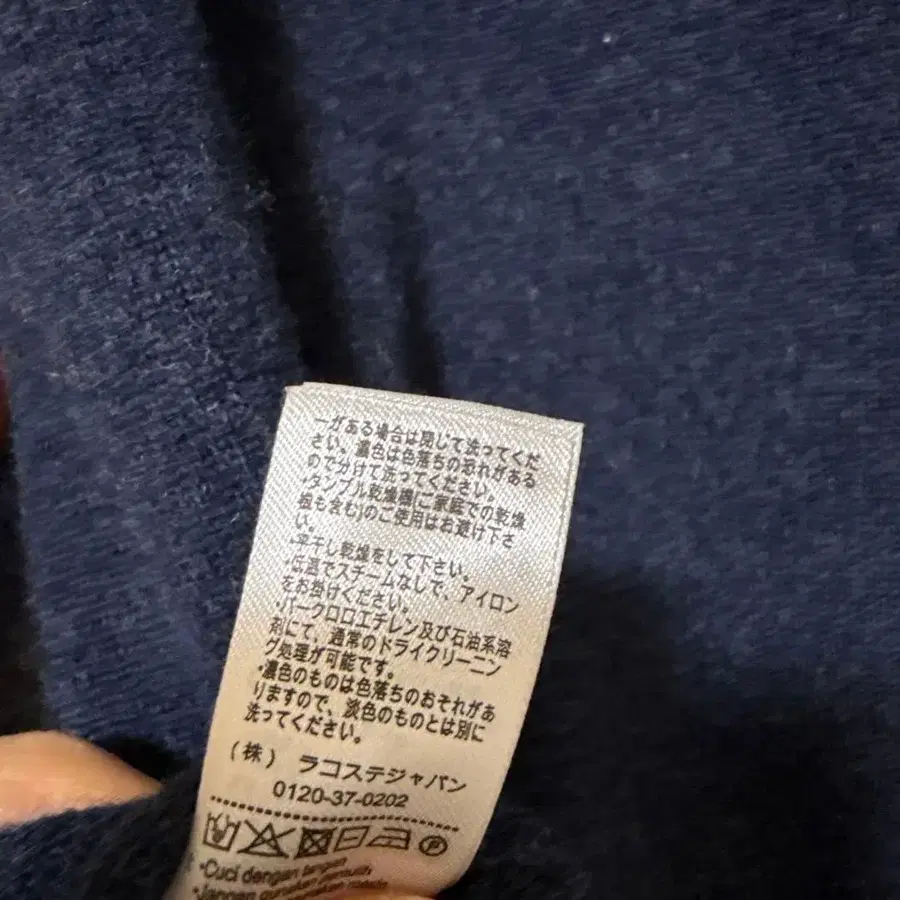 ーがある場合は閉じて洗ってくだ
さい。濃色は色落ちの恐れがある
ので分けて洗ってください。
・タンブル乾燥機(ご家庭での乾燥
機も含む)のご使用はお避け下さ
い。
・平干し乾燥をして下さい。
・低温でスチームなしで、アイロン
をお掛けください。
・パークロロエチレン及び石油系溶
剤にて、通常のドライクリーニン
グ処理が可能です。
・濃色のものは色落ちのおそれがあ
りますので、淡色のものとは別に
洗ってください。
(株) ラコステジャパン
0120-37-0202
P
•Cuci dengan tangan